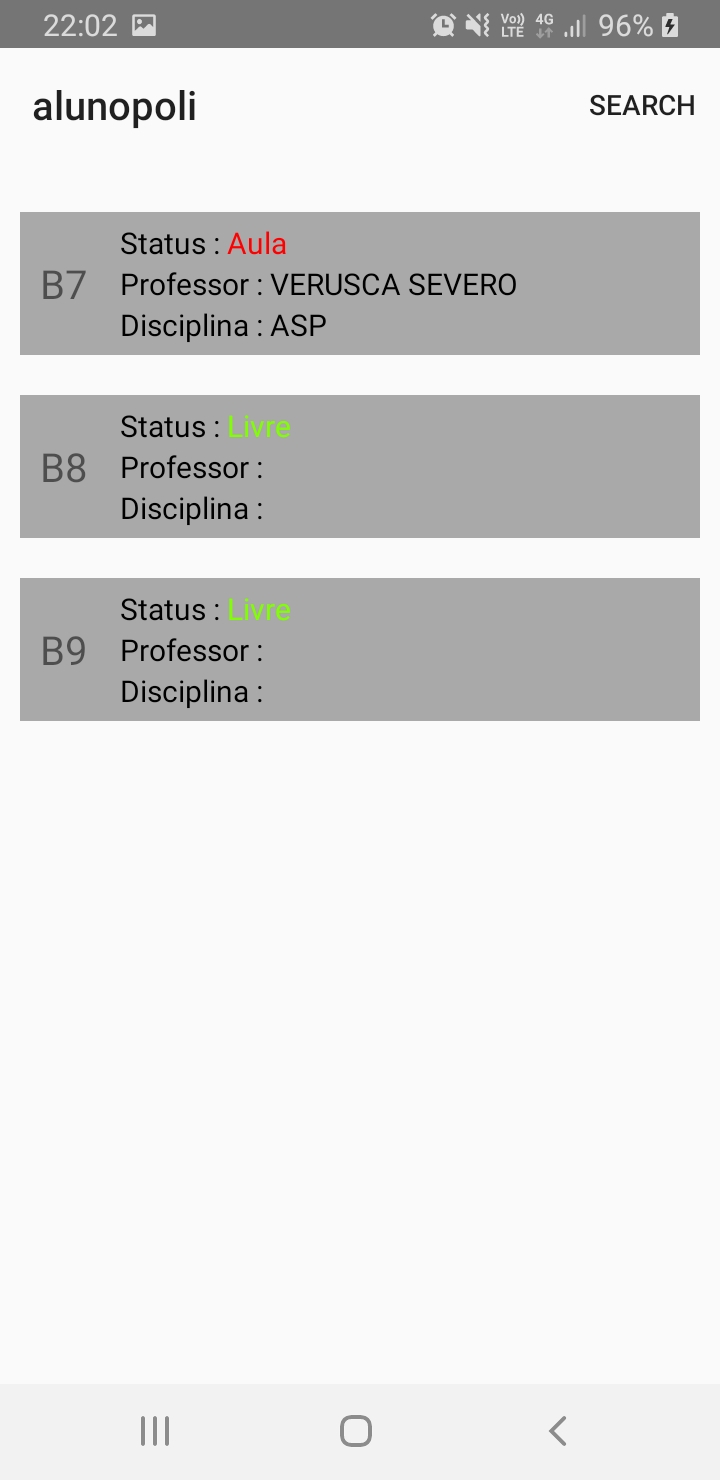 22:02 Vo)) LTE 4G 96%
alunopoli SEARCH
Status : Aula
B7
Professor : VERUSCA SEVERO
Disciplina : ASP
Status : Livre
B8
Professor :
Disciplina :
Status : Livre
B9
Professor :
Disciplina :